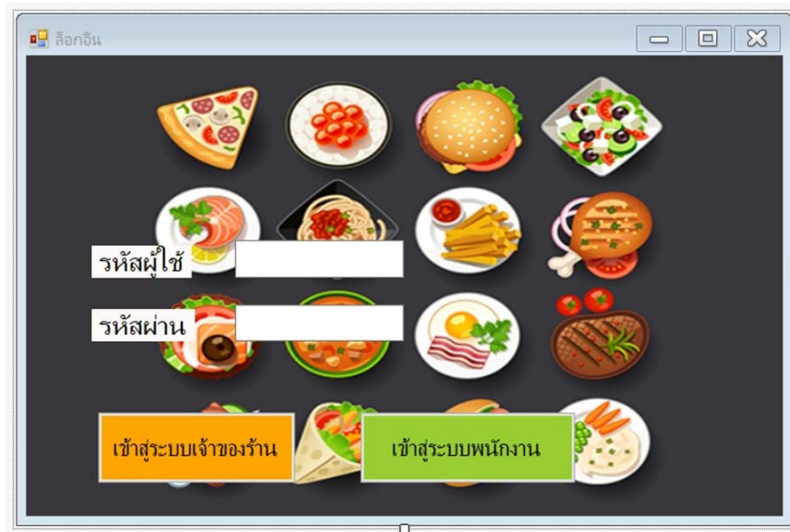 ล็อกอิน
รหัสผู้ใช้
รหัสผ่าน
เข้าสู่ระบบเจ้าของร้าน
เข้าสู่ระบบพนักงาน